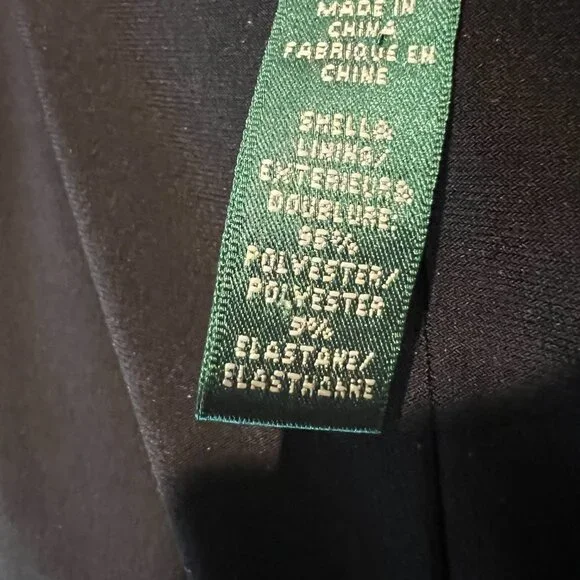 MADE IN
CHINA
FABRIQUE EN
CHINE
SHELL&
LINING/
EXTERIEUR&
DOUBLURE:
95%
POLYESTER/
POLYESTER
5%
ELASTANE/
ELASTHANNE